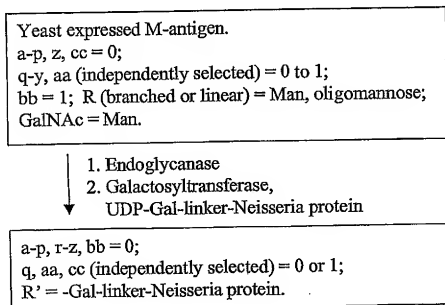 Yeast expressed M-antigen.
a-p, z, cc = 0;
q-y, aa (independently selected) = 0 to 1;
bb = 1; R (branched or linear) = Man, oligomannose;
GalNAc = Man.
1. Endoglycanase
2. Galactosyltransferase,
UDP-Gal-linker-Neisseria protein
a-p, r-z, bb = 0;
q, aa, cc (independently selected) = 0 or 1;
R’ = -Gal-linker-Neisseria protein.